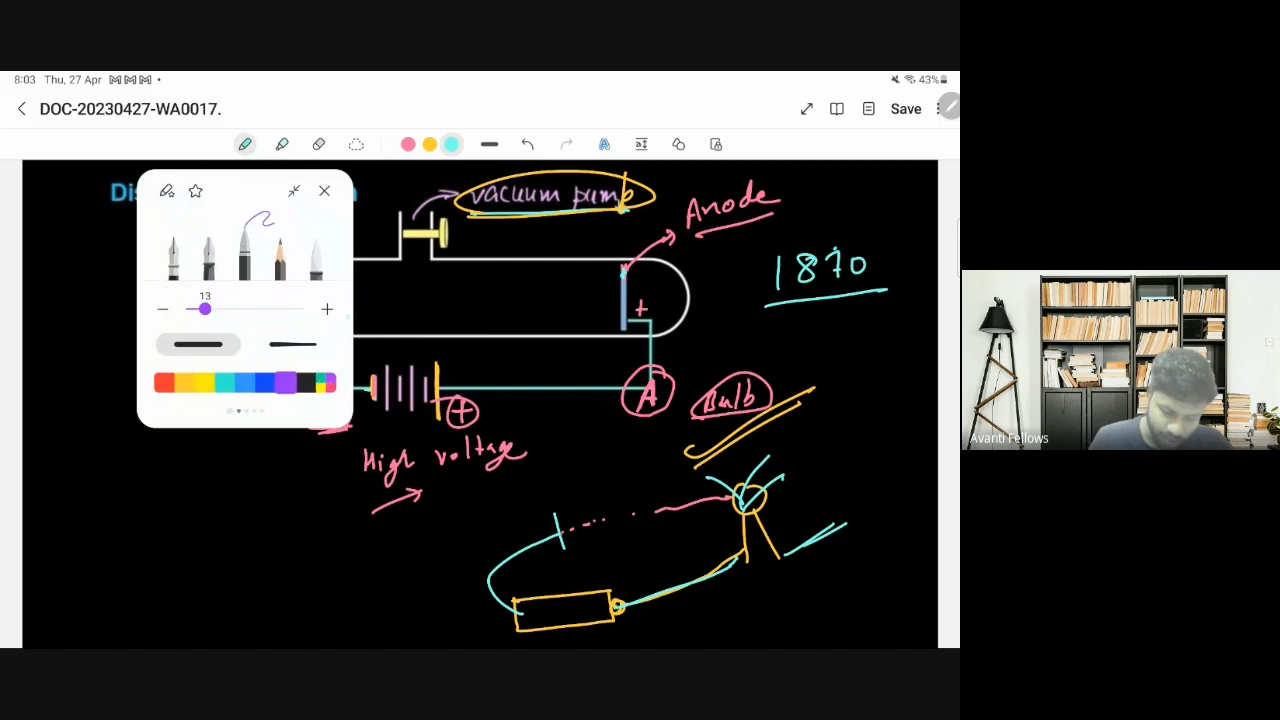 8:03 Thu, 27 Apr
43%
DOC-20230427-WA0017.
Save
vacuum pump
Anode
1870
13
+
A
Bulb
+
High voltage
Avanti Fellows